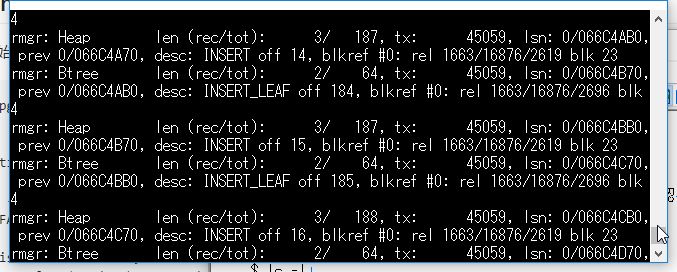 4
rmgr: Heap        len (rec/tot):      3/   187, tx:      45059, lsn: 0/066C4AB0,
 prev 0/066C4A70, desc: INSERT off 14, blkref #0: rel 1663/16876/2619 blk 23
rmgr: Btree       len (rec/tot):      2/    64, tx:      45059, lsn: 0/066C4B70,
 prev 0/066C4AB0, desc: INSERT_LEAF off 184, blkref #0: rel 1663/16876/2696 blk
4
rmgr: Heap        len (rec/tot):      3/   187, tx:      45059, lsn: 0/066C4BB0,
 prev 0/066C4B70, desc: INSERT off 15, blkref #0: rel 1663/16876/2619 blk 23
rmgr: Btree       len (rec/tot):      2/    64, tx:      45059, lsn: 0/066C4C70,
 prev 0/066C4BB0, desc: INSERT_LEAF off 185, blkref #0: rel 1663/16876/2696 blk
4
rmgr: Heap        len (rec/tot):      3/   188, tx:      45059, lsn: 0/066C4CB0,
 prev 0/066C4C70, desc: INSERT off 16, blkref #0: rel 1663/16876/2619 blk 23
rmgr: Btree       len (rec/tot):      2/    64, tx:      45059, lsn: 0/066C4D70,